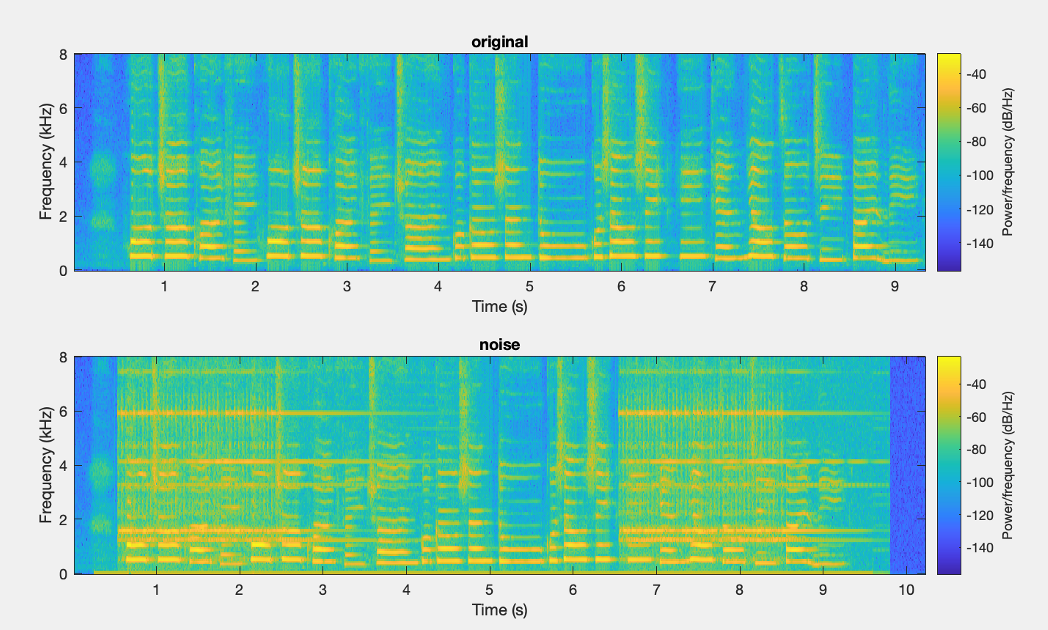 original
8
6
4
2
0
Frequency (kHz)
1 2 3 4 5 6 7 8 9
Time (s)
-40
-60
-80
-100
-120
-140
Power/frequency (dB/Hz)
noise
8
6
4
2
0
Frequency (kHz)
1 2 3 4 5 6 7 8 9 10
Time (s)
-40
-60
-80
-100
-120
-140
Power/frequency (dB/Hz)